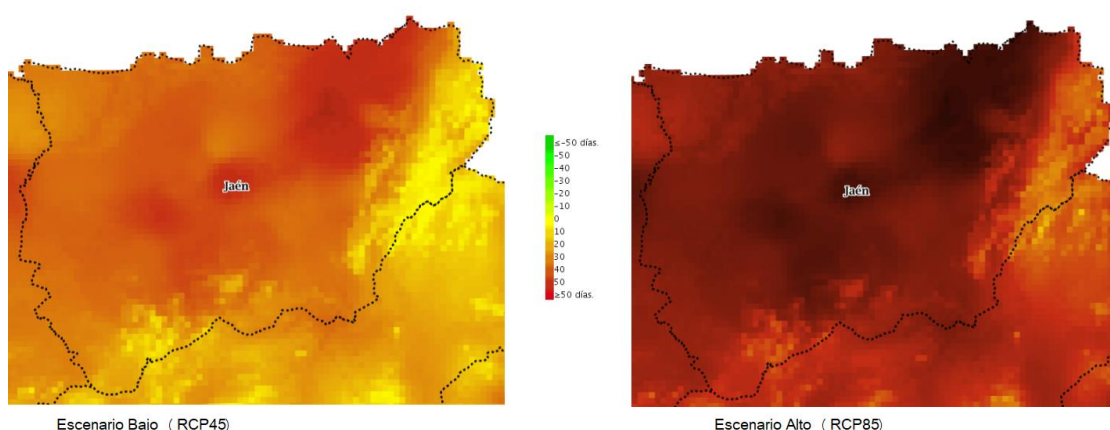 Jaén
≤-50 días.
-50
-40
-30
-20
-10
0
10
20
30
40
50
≥50 días.
Jaén
Escenario Bajo ( RCP45)
Escenario Alto ( RCP85)